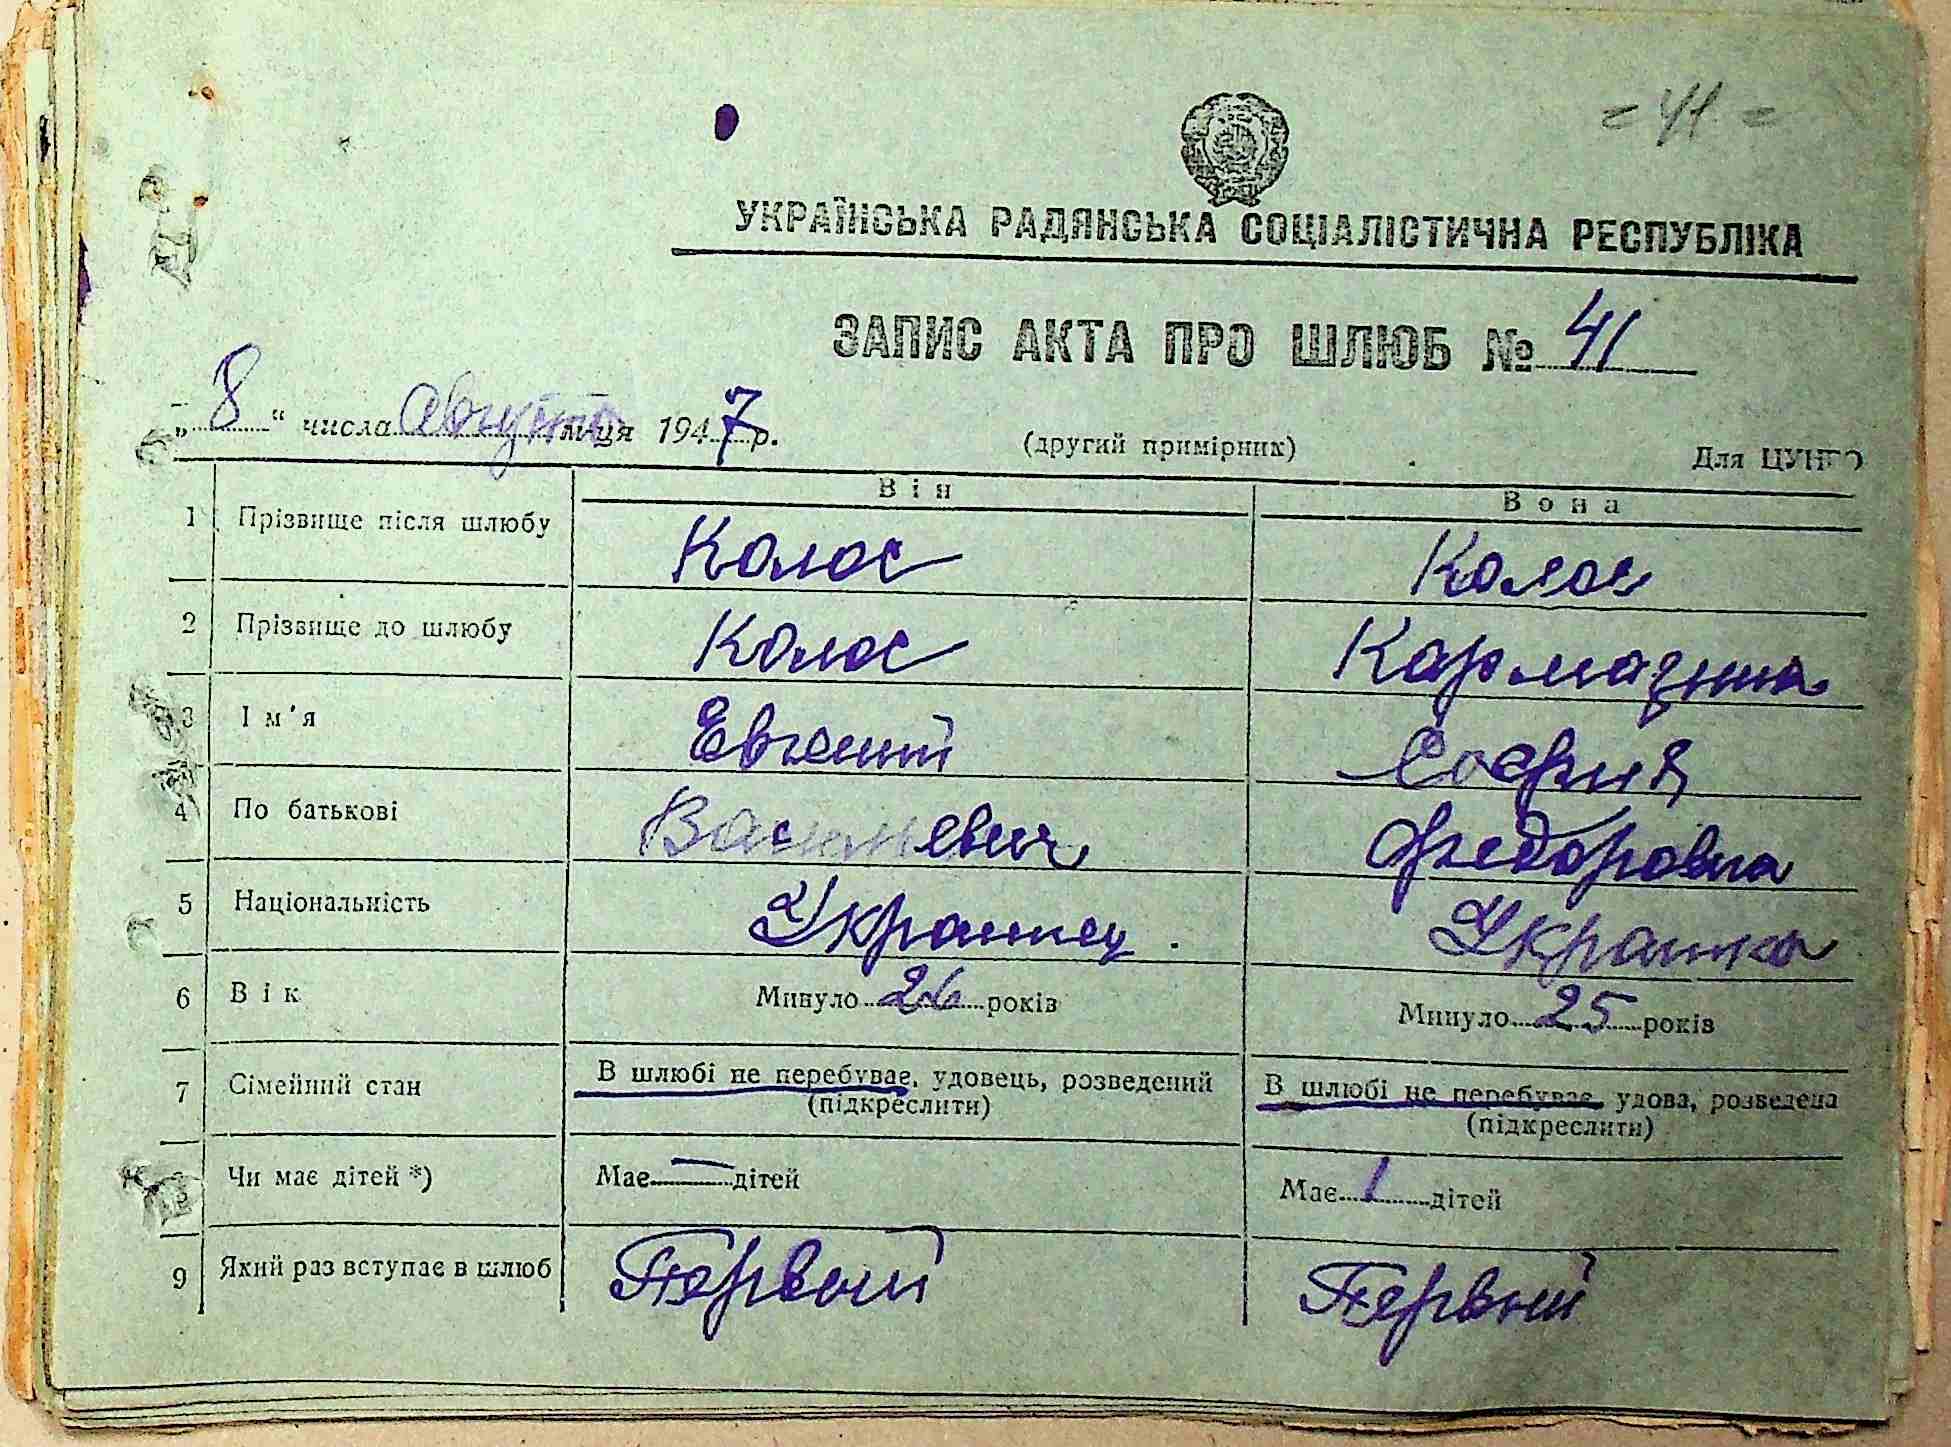 = 41 =
УКРАЇНСЬКА РАДЯНСЬКА СОЦІАЛІСТИЧНА РЕСПУБЛІКА
ЗАПИС АКТА ПРО ШЛЮБ № 41
„ 8 “ числа августа м-ця 1947 р.
(другий примірник) Для ЦУНГО
Він Вона
1 Прізвище після шлюбу Колос Колос
2 Прізвище до шлюбу Колос Кармазина
3 Ім'я Евгений София
4 По батькові Василиевич Федоровна
5 Національність Украинец Украинка
6 Вік Минуло 26 років Минуло 25 років
7 Сімейний стан В шлюбі не перебуває, удовець, розведений В шлюбі не перебуває, удова, розведена
(підкреслити) (підкреслити)
8 Чи має дітей *) Має — дітей Має 1 дітей
9 Який раз вступає в шлюб Первый Первый